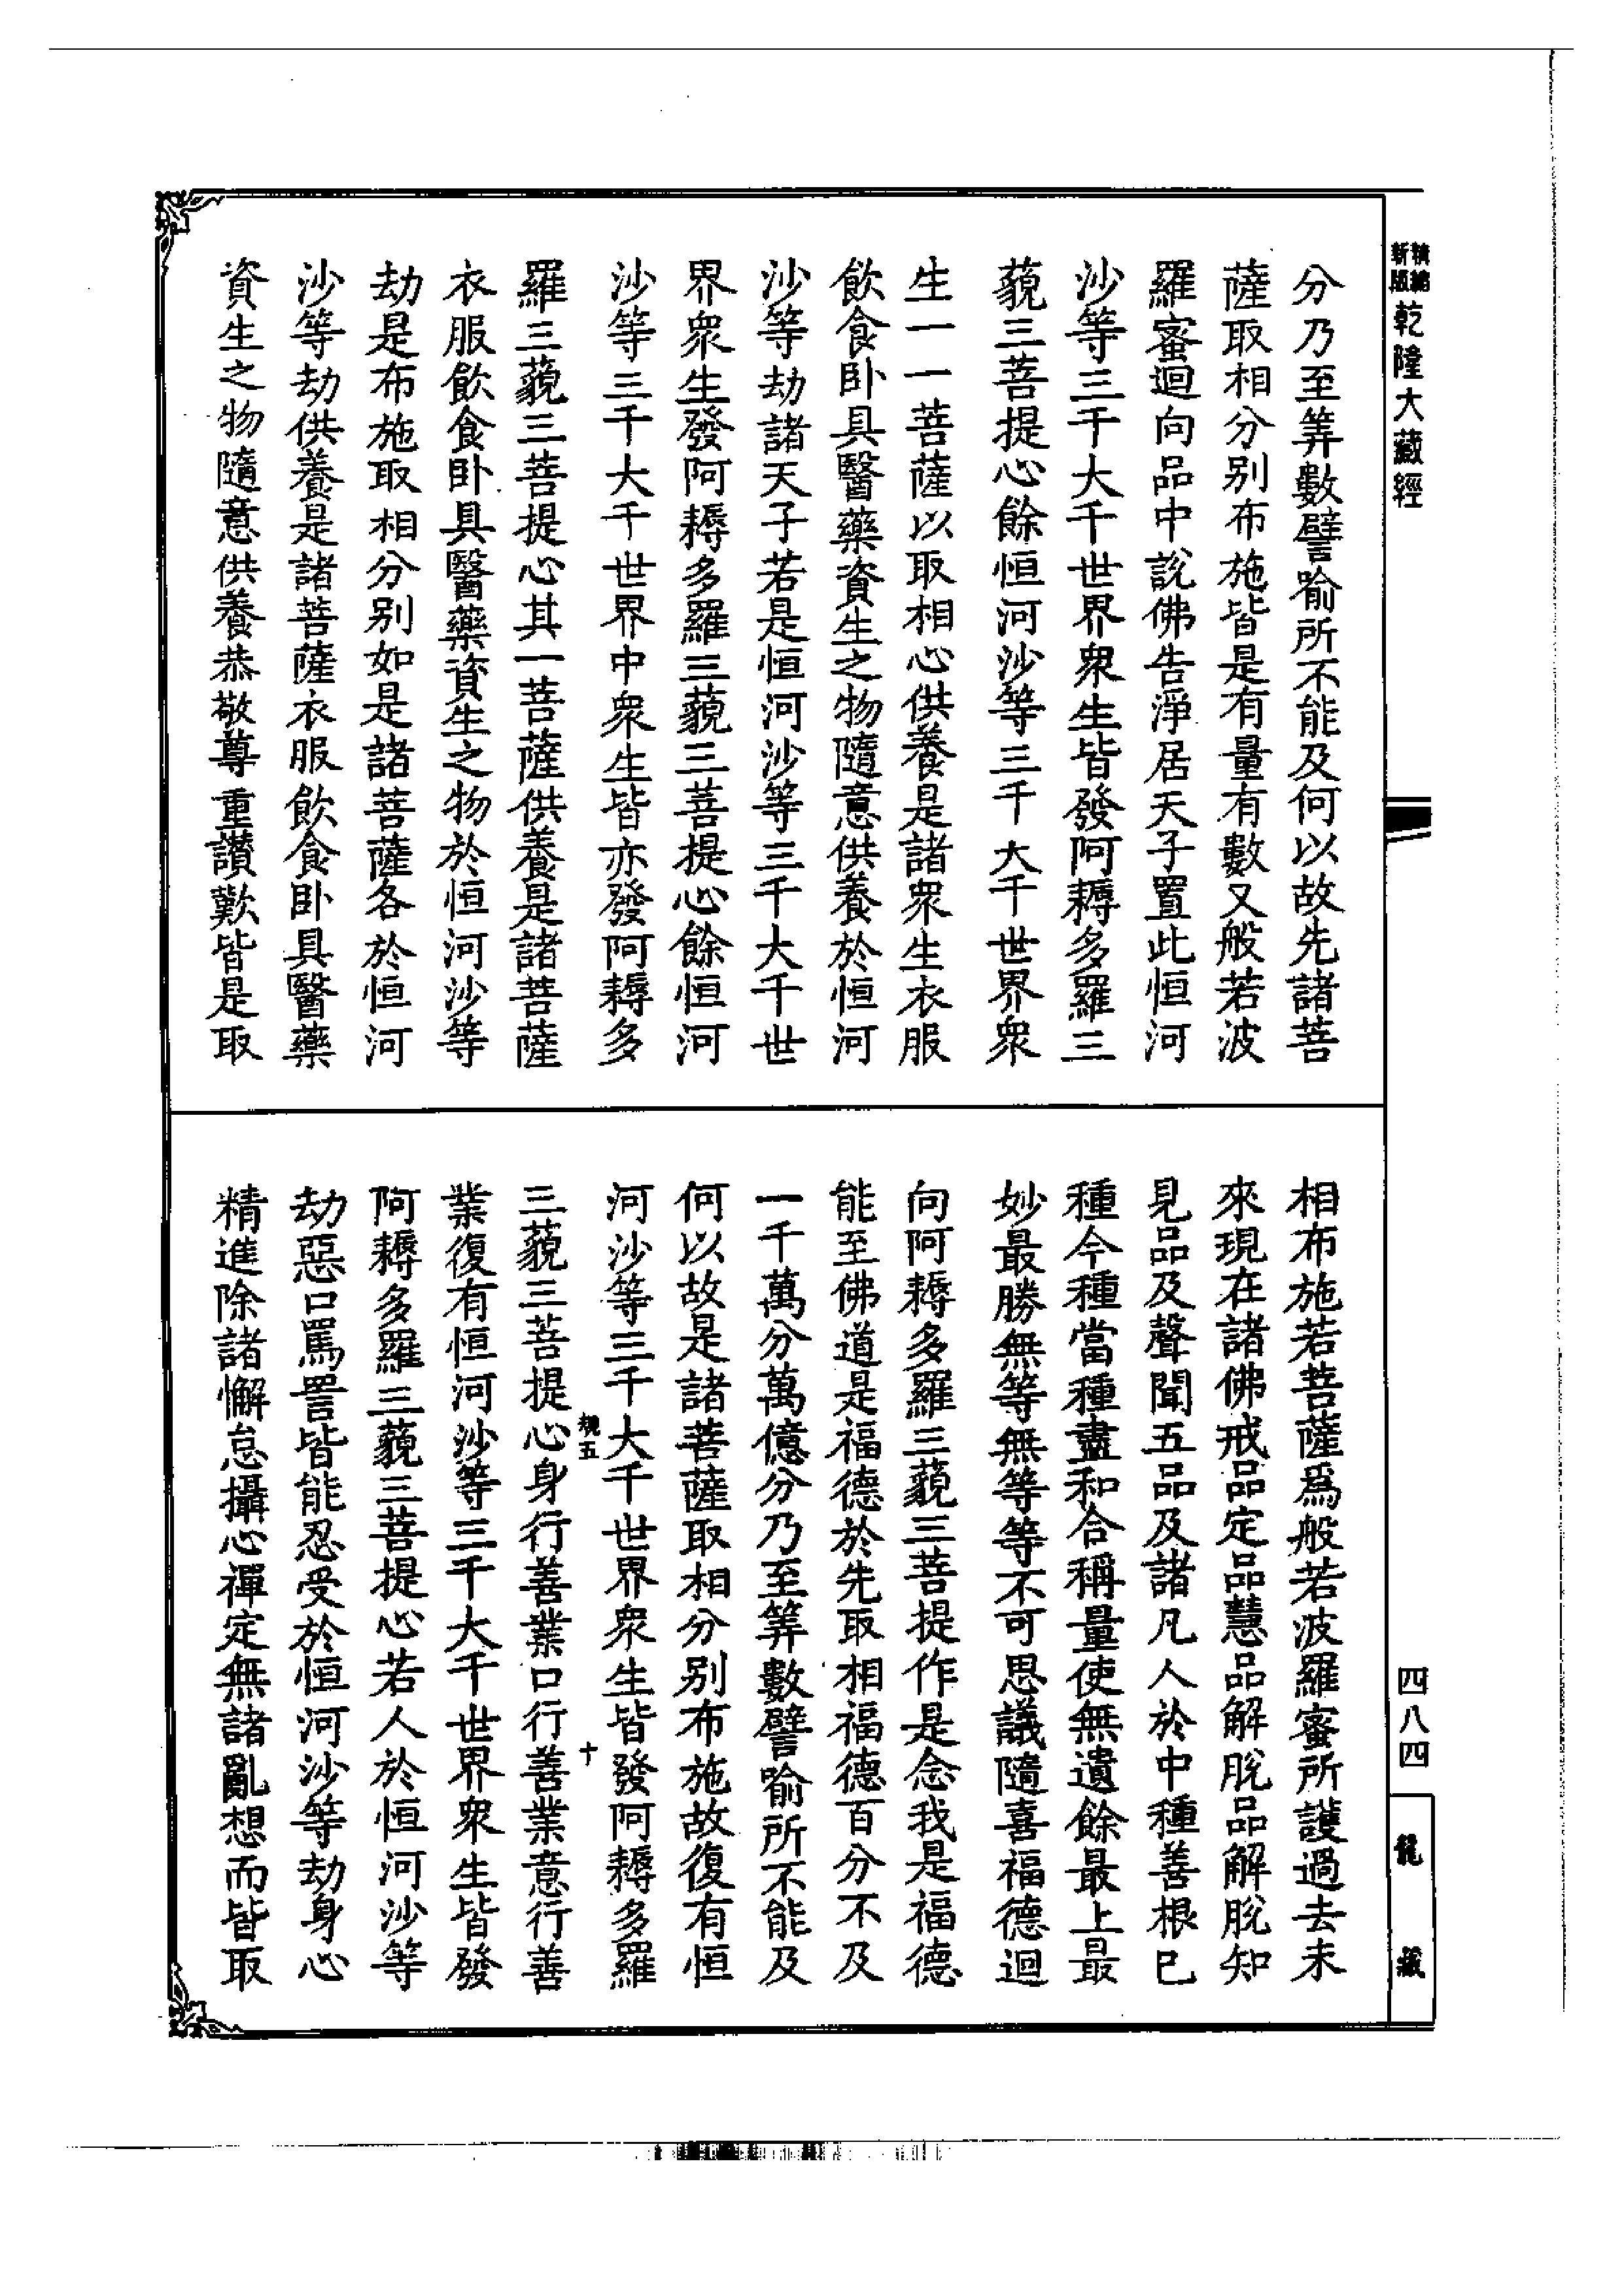 新版
精縮
乾隆大藏經
四八四
龍藏
分乃至筭數譬喻所不能及何以故先諸菩
薩取相分别布施皆是有量有數又般若波
羅蜜迴向品中說佛告淨居天子置此恒河
沙等三千大千世界衆生皆發阿耨多羅三
藐三菩提心餘恒河沙等三千大千世界衆
生一一菩薩以取相心供養是諸衆生衣服
飲食卧具醫藥資生之物隨意供養於恒河
沙等劫諸天子若是恒河沙等三千大千世
界衆生發阿耨多羅三藐三菩提心餘恒河
沙等三千大千世界中衆生皆亦發阿耨多
羅三藐三菩提心其一菩薩供養是諸菩薩
衣服飲食卧具醫藥資生之物於恒河沙等
劫是布施取相分别如是諸菩薩各於恒河
沙等劫供養是諸菩薩衣服飲食卧具醫藥
資生之物隨意供養恭敬尊重讚歎皆是取
相布施若菩薩爲般若波羅蜜所護過去未
來現在諸佛戒品定品慧品解脫品解脫知
見品及聲聞五品及諸凡人於中種善根已
種今種當種盡和合稱量使無遺餘最上最
妙最勝無等無等等不可思議隨喜福德迴
向阿耨多羅三藐三菩提作是念我是福德
能至佛道是福德於先取相福德百分不及
一千萬分萬億分乃至筭數譬喻所不能及
何以故是諸菩薩取相分别布施故復有恒
河沙等三千大千世界衆生皆發阿耨多羅
規五
十
三藐三菩提心身行善業口行善業意行善
業復有恒河沙等三千大千世界衆生皆發
阿耨多羅三藐三菩提心若人於恒河沙等
劫惡口罵詈皆能忍受於恒河沙等劫身心
精進除諸懈怠攝心禪定無諸亂想而皆取